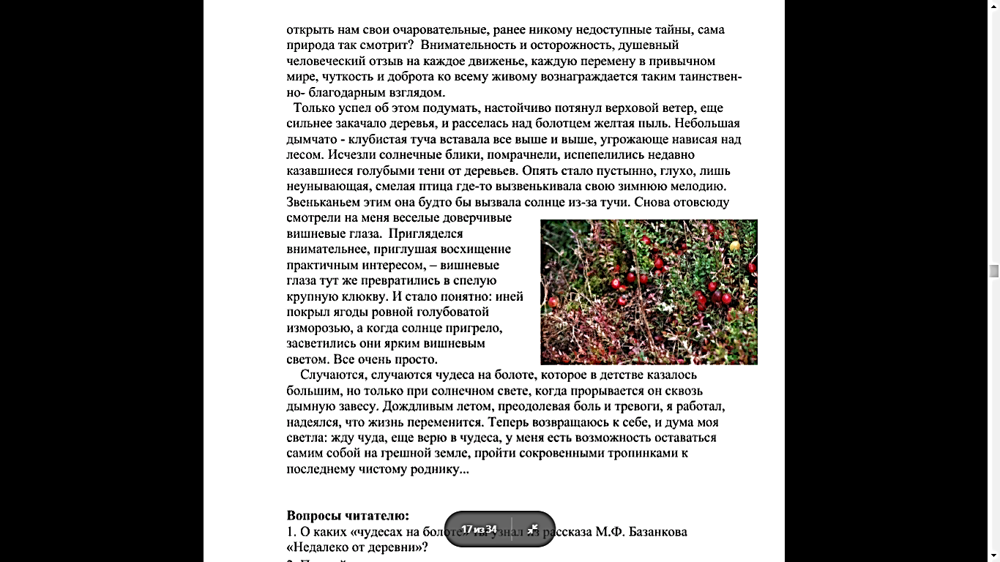 открыть нам свои очаровательные, ранее никому недоступные тайны, сама
природа так смотрит?  Внимательность и осторожность, душевный
человеческий отзыв на каждое движенье, каждую перемену в привычном
мире, чуткость и доброта ко всему живому вознаграждается таким таинствен-
но- благодарным взглядом.
Только успел об этом подумать, настойчиво потянул верховой ветер, еще
сильнее закачало деревья, и расселась над болотцем желтая пыль. Небольшая
дымчато - клубистая туча вставала все выше и выше, угрожающе нависая над
лесом. Исчезли солнечные блики, помрачнели, испепелились недавно
казавшиеся голубыми тени от деревьев. Опять стало пустынно, глухо, лишь
неунывающая, смелая птица где-то вызвенькивала свою зимнюю мелодию.
Звеньканьем этим она будто бы вызвала солнце из-за тучи. Снова отовсюду
смотрели на меня веселые доверчивые
вишневые глаза.  Пригляделся
внимательнее, приглушая восхищение
практичным интересом, – вишневые
глаза тут же превратились в спелую
крупную клюкву. И стало понятно: иней
покрыл ягоды ровной голубоватой
изморозью, а когда солнце пригрело,
засветились они ярким вишневым
светом. Все очень просто.
Случаются, случаются чудеса на болоте, которое в детстве казалось
большим, но только при солнечном свете, когда прорывается он сквозь
дымную завесу. Дождливым летом, преодолевая боль и тревоги, я работал,
надеялся, что жизнь переменится. Теперь возвращаюсь к себе, и дума моя
светла: жду чуда, еще верю в чудеса, у меня есть возможность оставаться
самим собой на грешной земле, пройти сокровенными тропинками к
последнему чистому роднику...
Вопросы читателю:
1. О каких «чудесах на болоте» ты узнал из рассказа М.Ф. Базанкова
«Недалеко от деревни»?
17 из 34